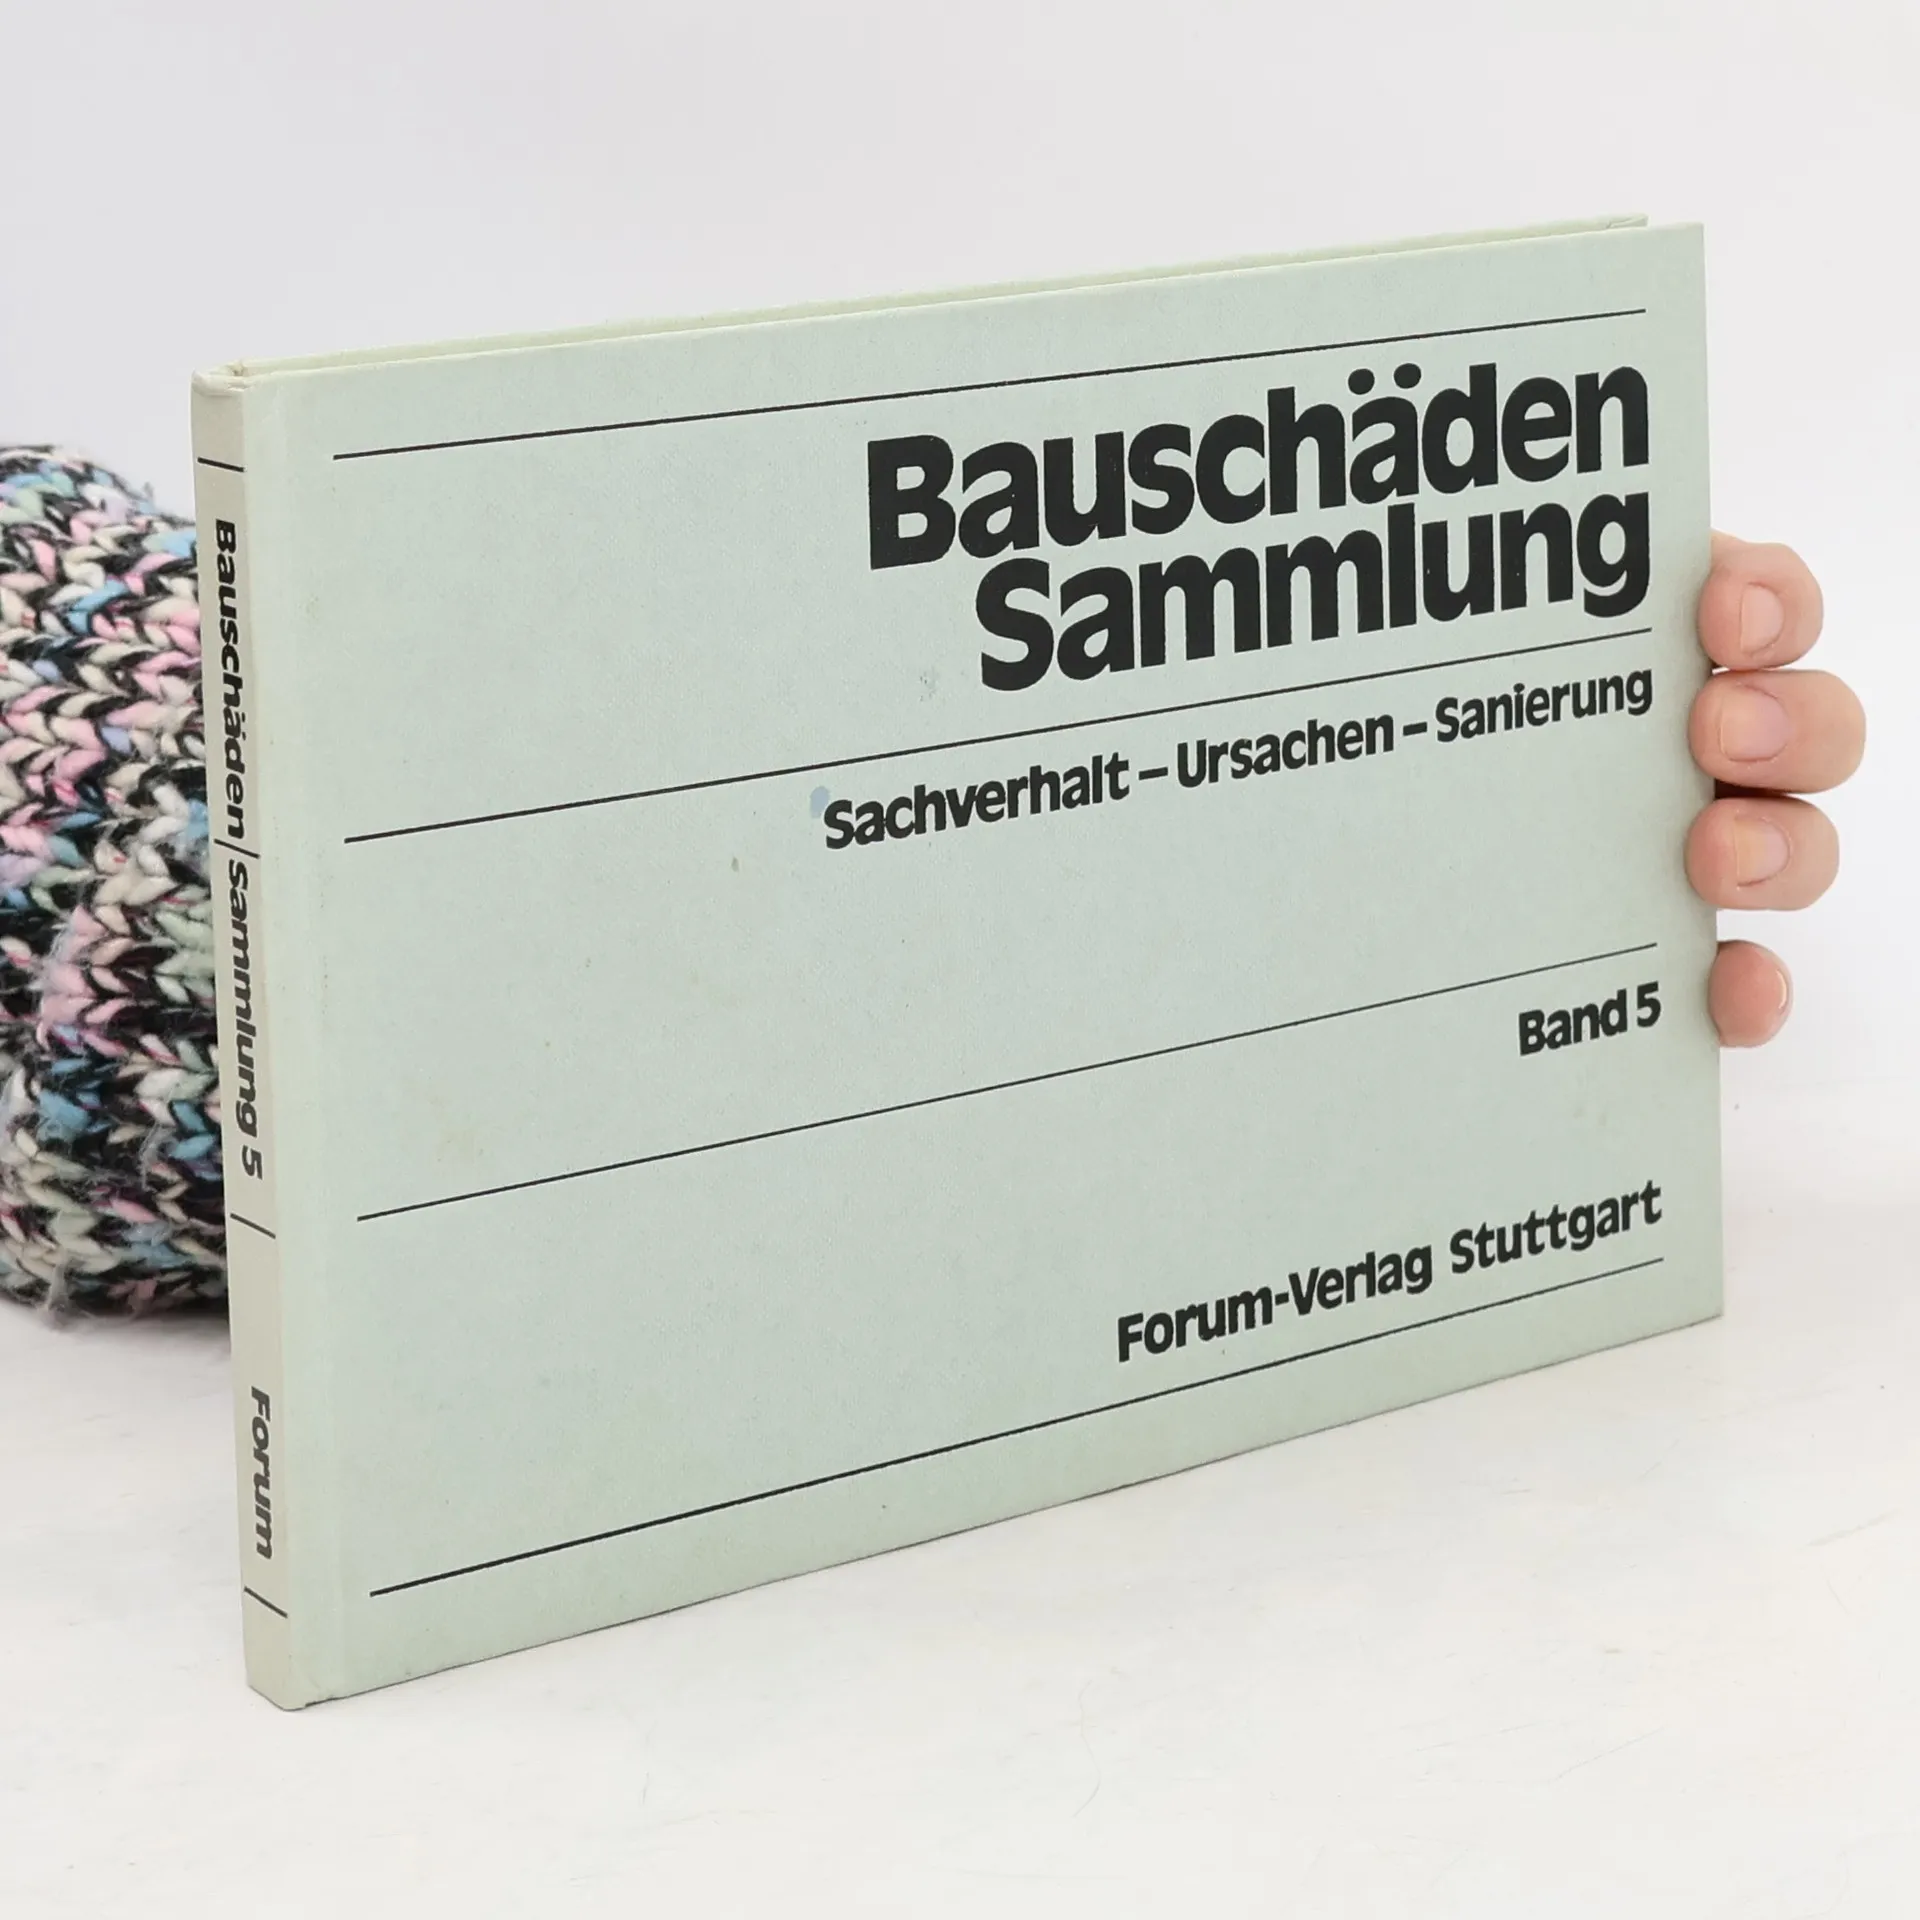 Bauschäden
Sammlung
Sachverhalt – Ursachen – Sanierung
Band 5
Forum-Verlag Stuttgart
Bauschäden Sammlung 5
Forum